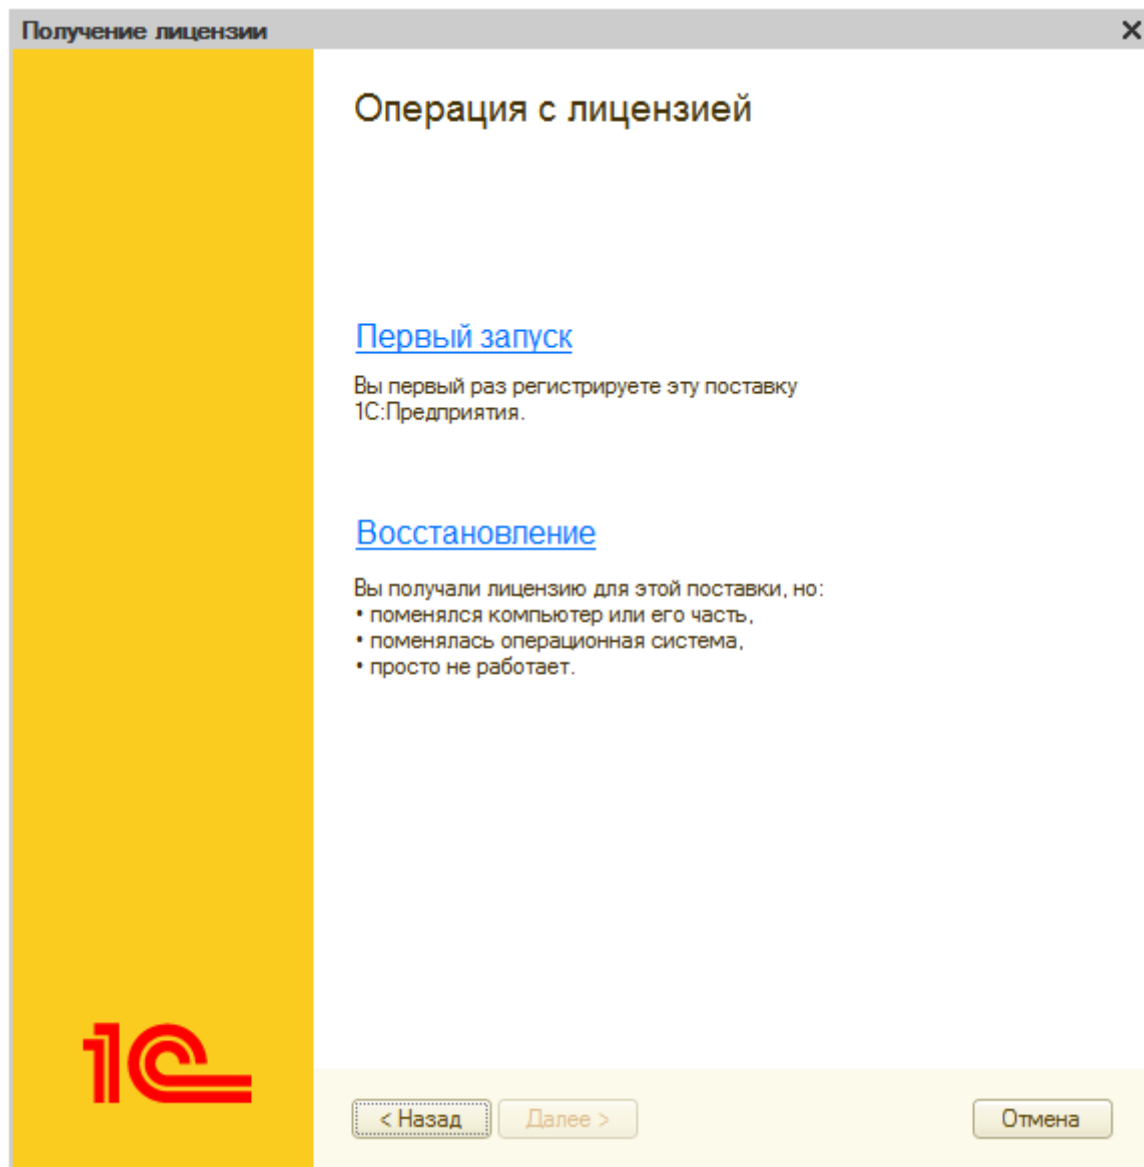 Получение лицензии
Операция с лицензией
Первый запуск
Вы первый раз регистрируете эту поставку
1С:Предприятия.
Восстановление
Вы получали лицензию для этой поставки, но:
• поменялся компьютер или его часть,
• поменялась операционная система,
• просто не работает.
1С
< Назад
Далее >
Отмена